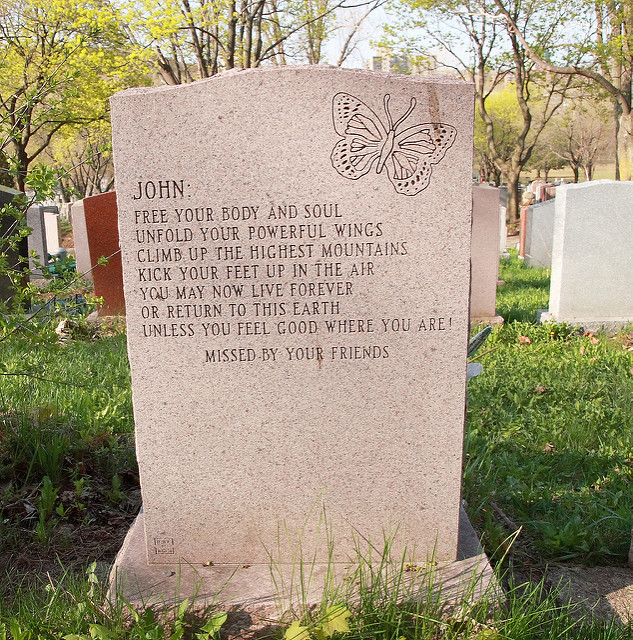 JOHN:
FREE YOUR BODY AND SOUL
UNFOLD YOUR POWERFUL WINGS
CLIMB UP THE HIGHEST MOUNTAINS
KICK YOUR FEET UP IN THE AIR
YOU MAY NOW LIVE FOREVER
OR RETURN TO THIS EARTH
UNLESS YOU FEEL GOOD WHERE YOU ARE!
MISSED BY YOUR FRIENDS